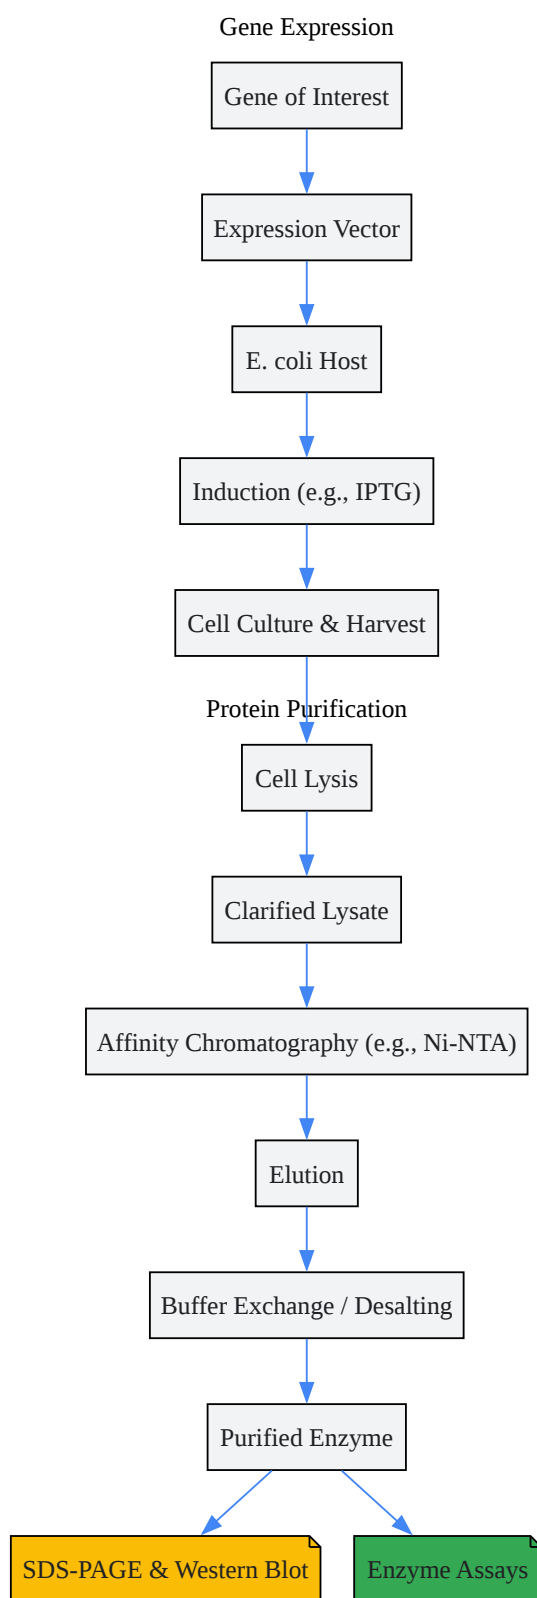 Gene Expression
Gene of Interest
Expression Vector
E. coli Host
Induction (e.g., IPTG)
Cell Culture & Harvest
Protein Purification
Cell Lysis
Clarified Lysate
Affinity Chromatography (e.g., Ni-NTA)
Elution
Buffer Exchange / Desalting
Purified Enzyme
SDS-PAGE & Western Blot
Enzyme Assays